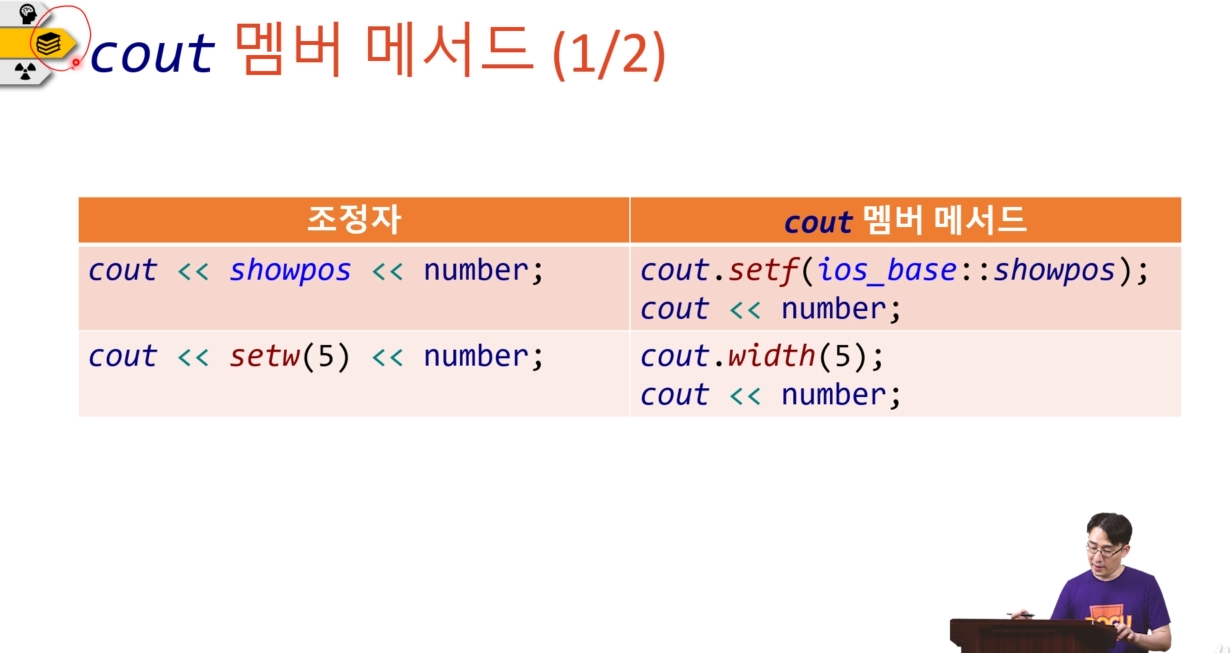 cout 멤버 메서드 (1/2)
조정자
cout 멤버 메서드
cout << showpos << number;
cout.setf(ios_base::showpos);
cout << number;
cout << setw(5) << number;
cout.width(5);
cout << number;